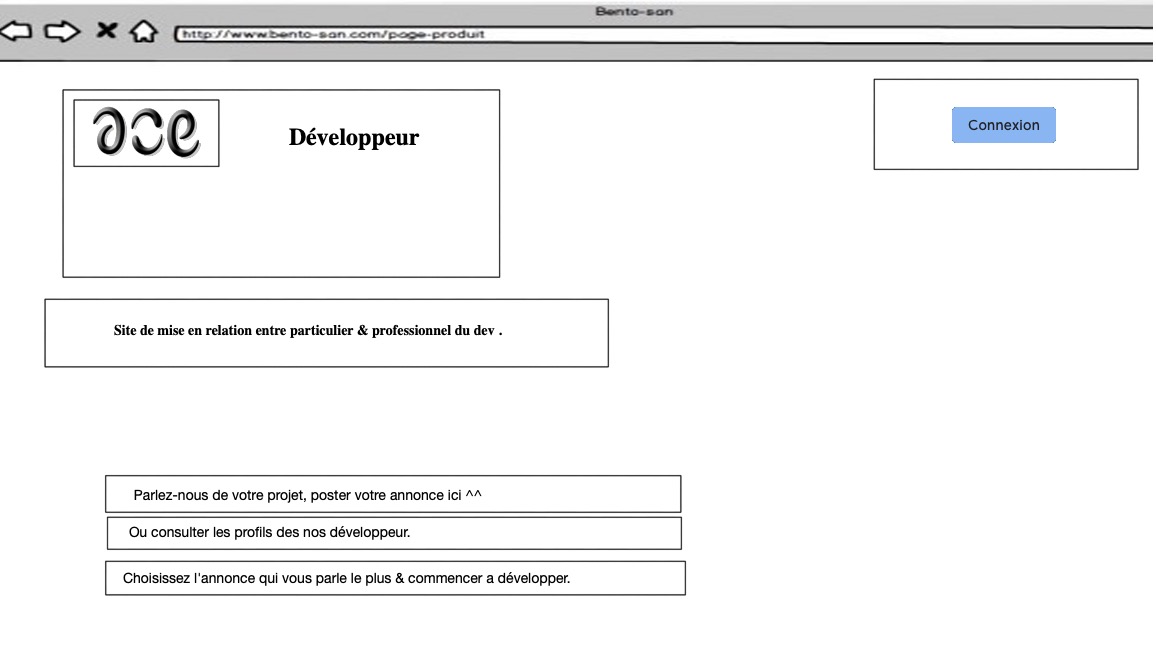 Bento-san
http://www.bento-san.com/page-produit
Développeur
Connexion
Site de mise en relation entre particulier & professionnel du dev .
Parlez-nous de votre projet, poster votre annonce ici ^^
Ou consulter les profils des nos développeur.
Choisissez l'annonce qui vous parle le plus & commencer a développer.